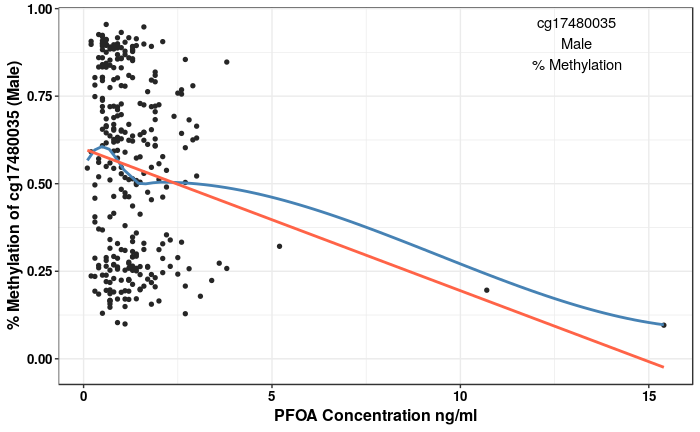 cg17480035
Male
% Methylation
% Methylation of cg17480035 (Male)
1.00
0.75
0.50
0.25
0.00
0 5 10 15
PFOA Concentration ng/ml